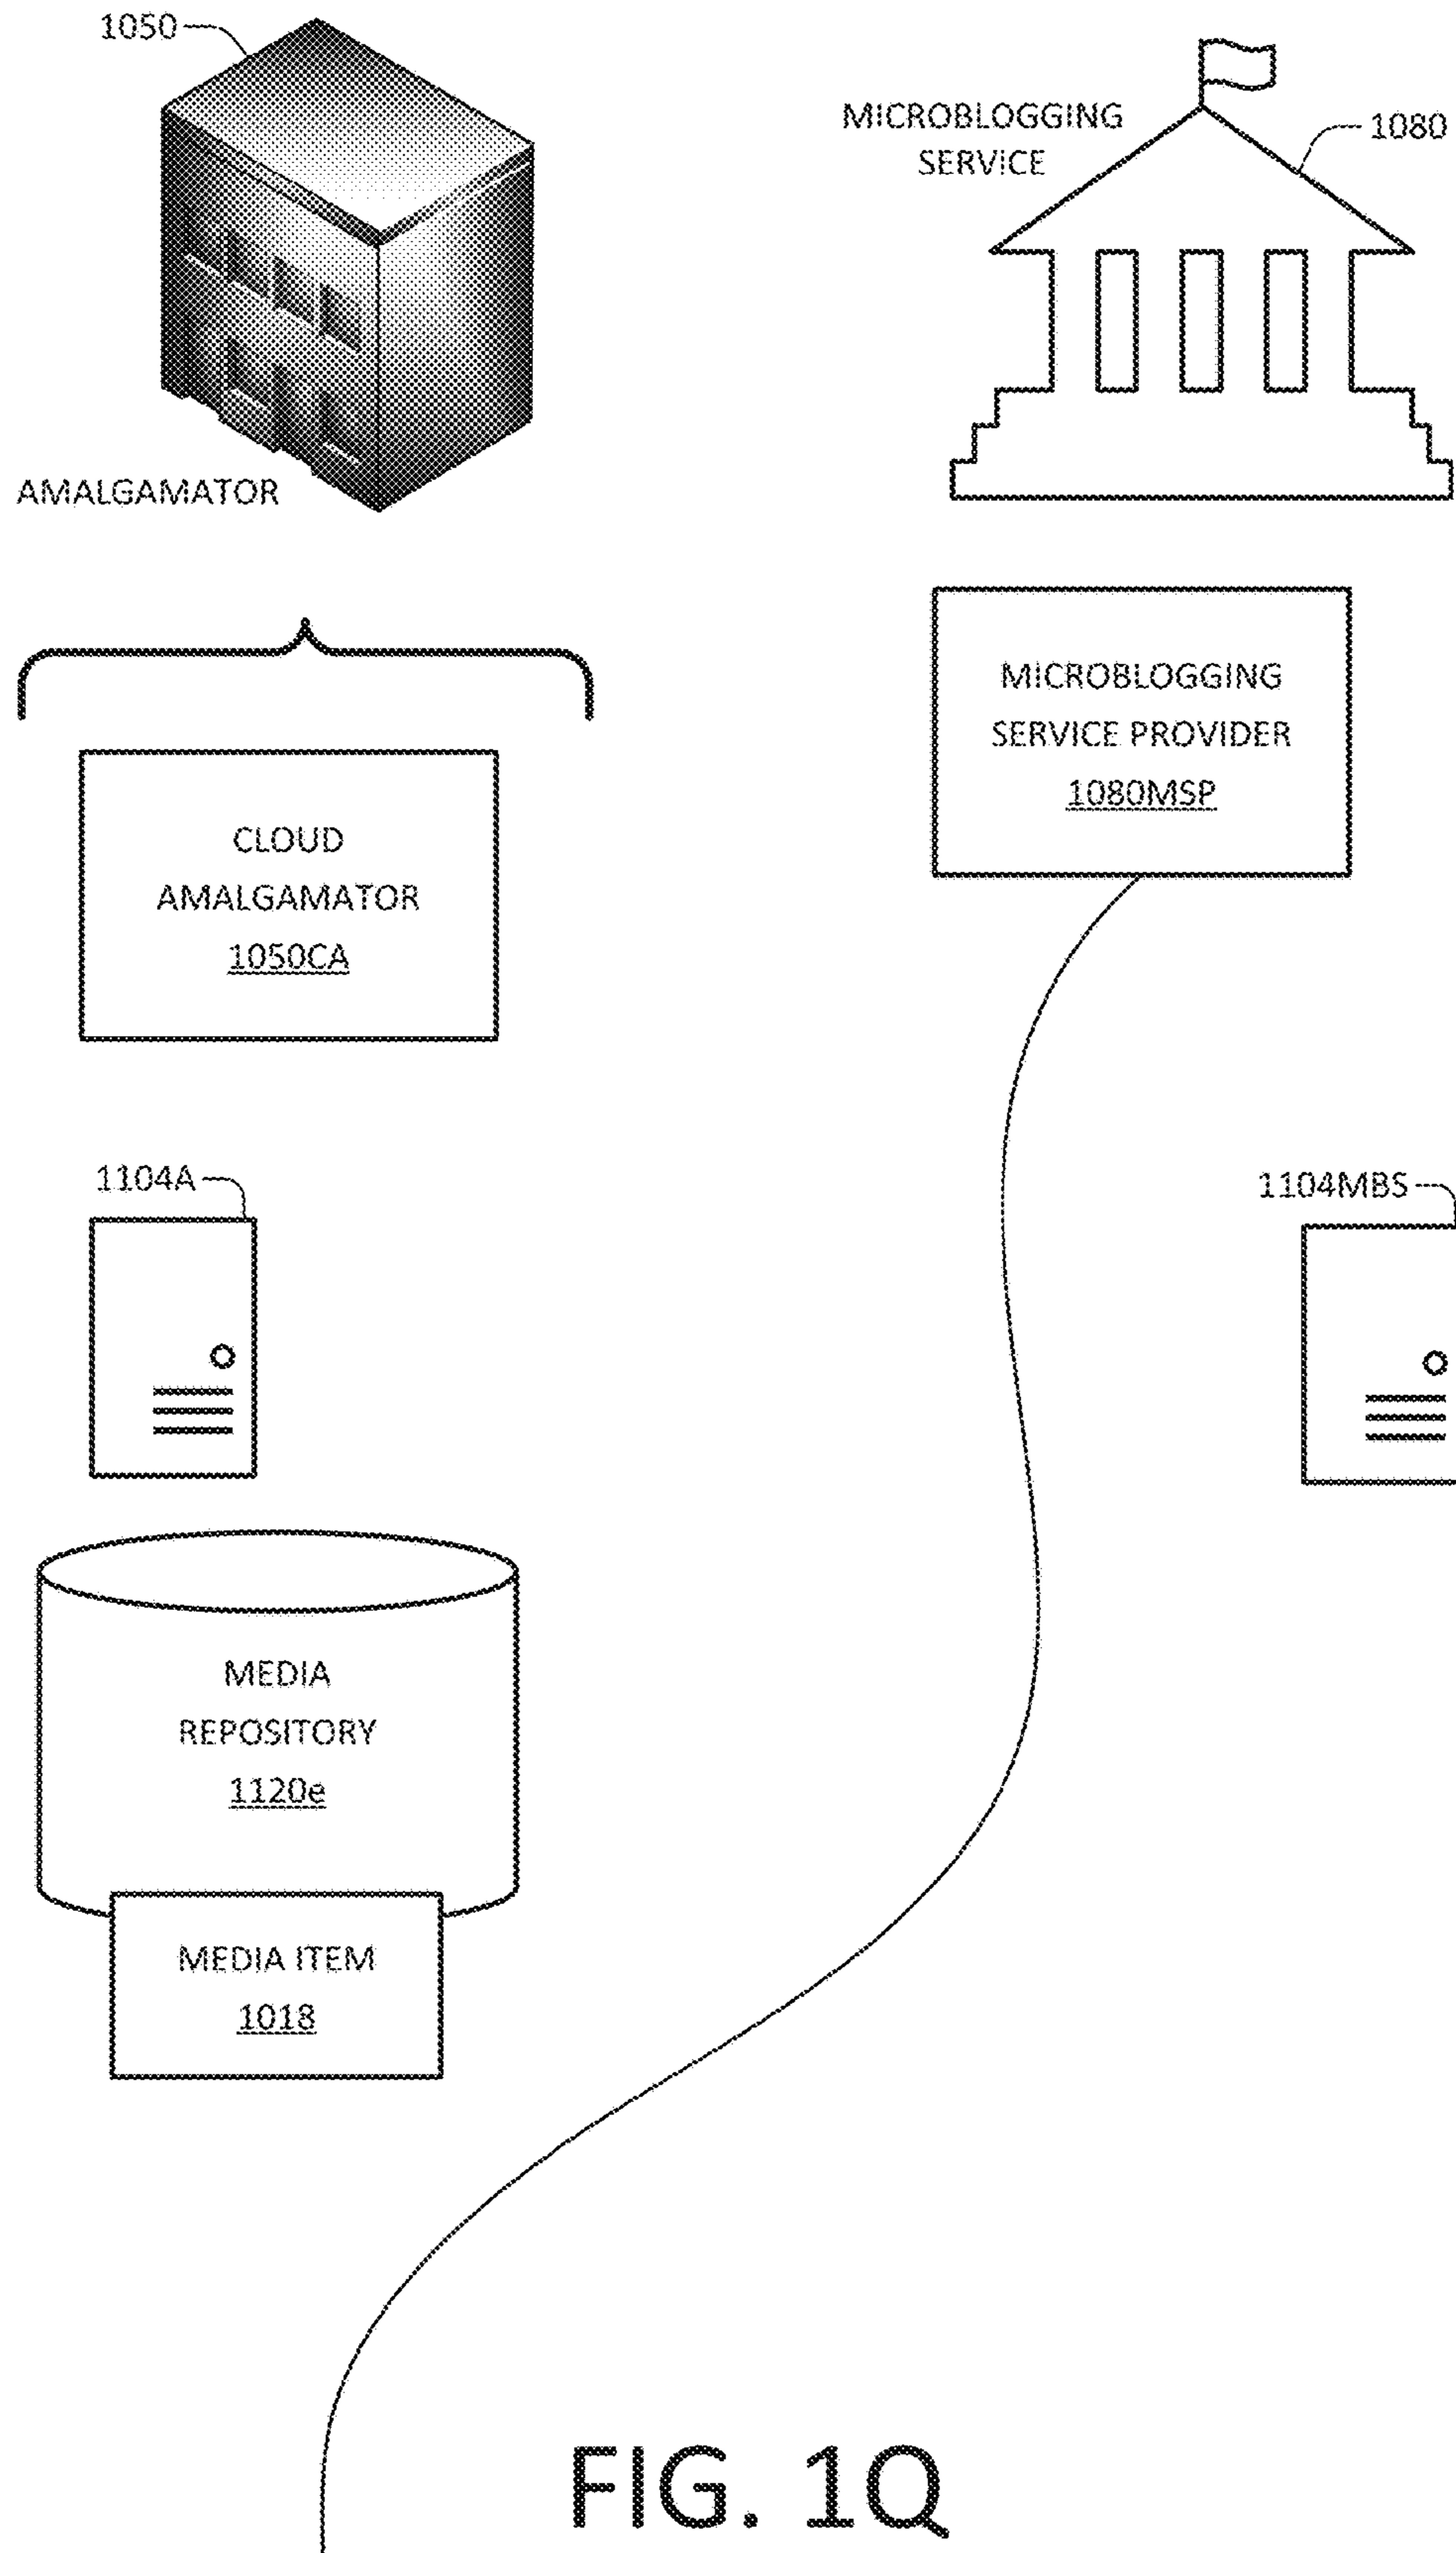 1050
MICROBLOGGING
SERVICE
1080
AMALGAMATOR
MICROBLOGGING
SERVICE PROVIDER
1080MSP
CLOUD
AMALGAMATOR
1050CA
1104A
1104MBS
MEDIA
REPOSITORY
1120e
MEDIA ITEM
1018
FIG. 1Q